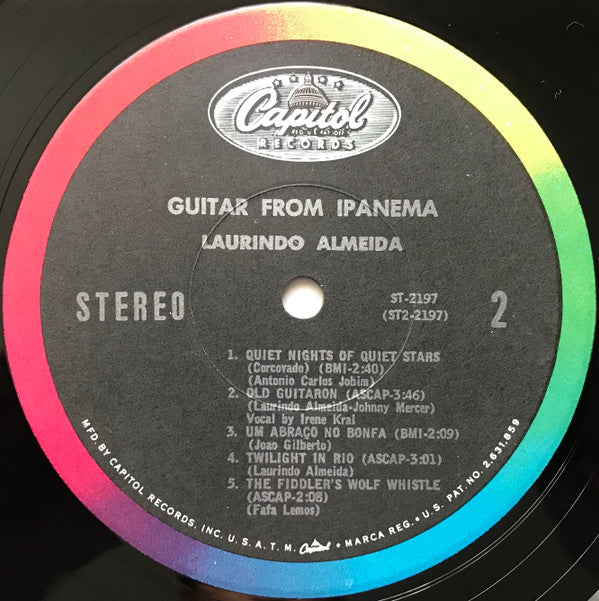 Capitol
REG. U.S. PAT. OFF.
RECORDS
GUITAR FROM IPANEMA
LAURINDO ALMEIDA
STEREO
ST-2197
(ST2-2197)
2
1. QUIET NIGHTS OF QUIET STARS
(Corcovado) (BMI-2:40)
(Antonio Carlos Jobim)
2. OLD GUITARON (ASCAP-3:46)
(Laurindo Almeida-Johnny Mercer)
Vocal by Irene Kral
3. UM ABRAÇO NO BONFA (BMI-2:09)
(Joao Gilberto)
4. TWILIGHT IN RIO (ASCAP-3:01)
(Laurindo Almeida)
5. THE FIDDLER'S WOLF WHISTLE
(ASCAP-2:08)
(Fafa Lemos)
MFD. BY CAPITOL RECORDS, INC. U.S.A. T.M. Capitol • MARCA REG. • U.S. PAT. NO. 2,631,859